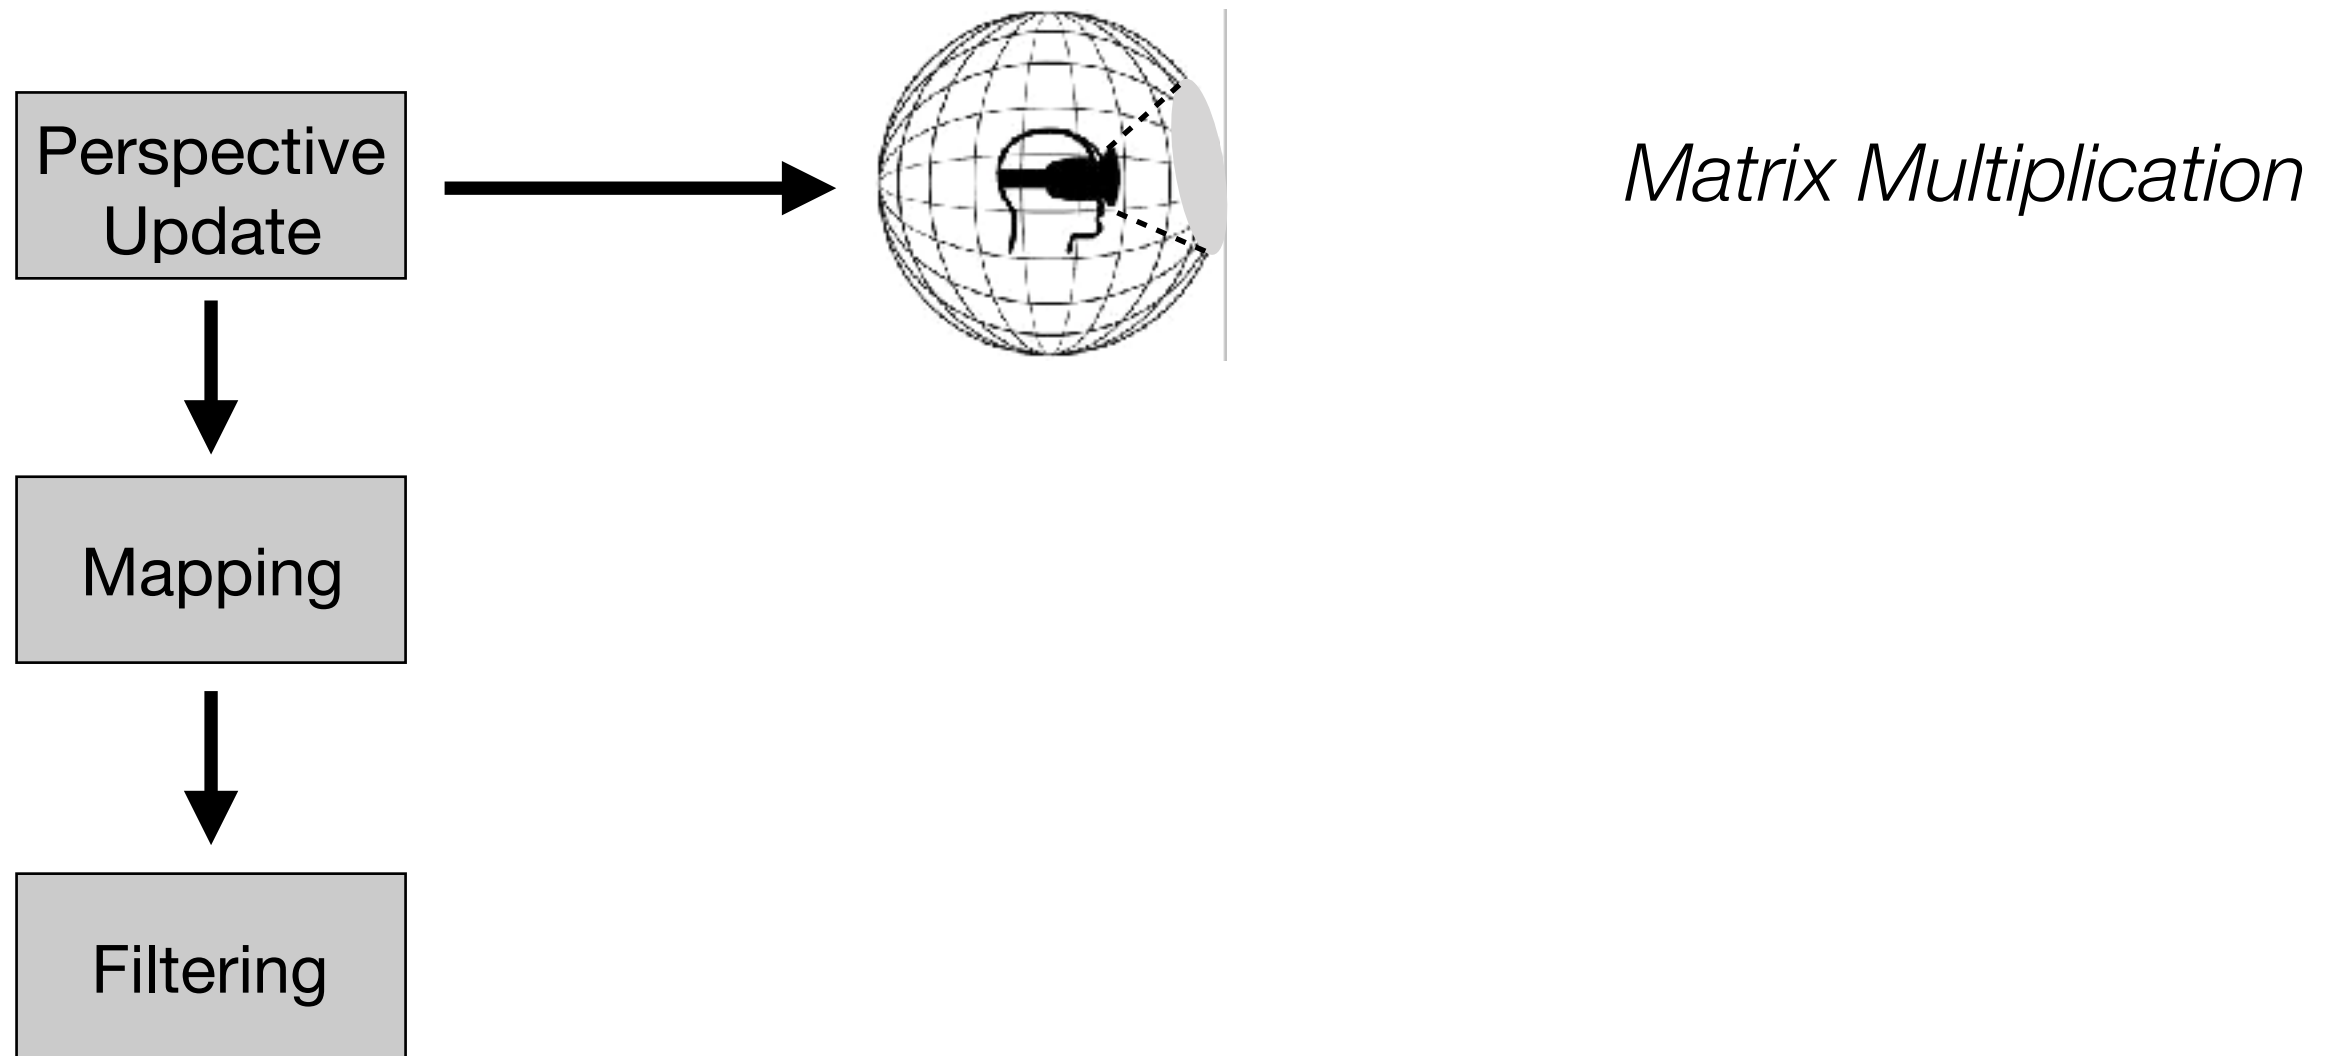 Perspective
Update
Matrix Multiplication
Mapping
Filtering